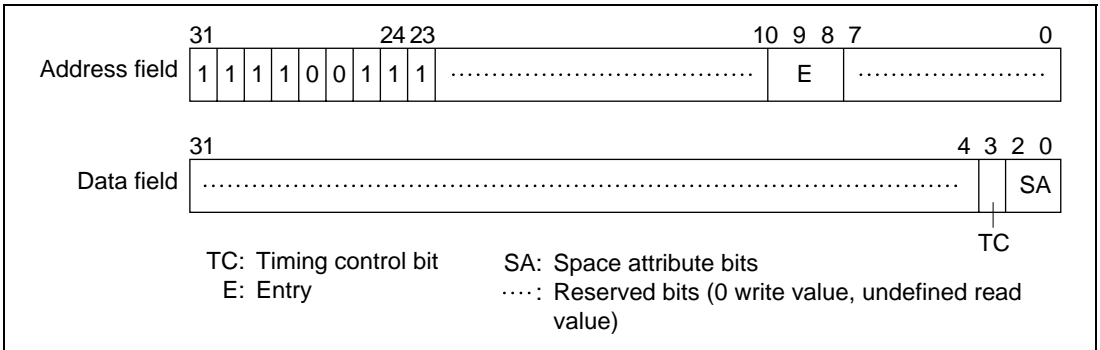 31 24 23 10 9 8 7 0
Address field 1 1 1 1 0 0 1 1 1 ........ E ........
31 4 3 2 0
Data field ........ SA
TC
TC: Timing control bit SA: Space attribute bits
E: Entry ....: Reserved bits (0 write value, undefined read
value)